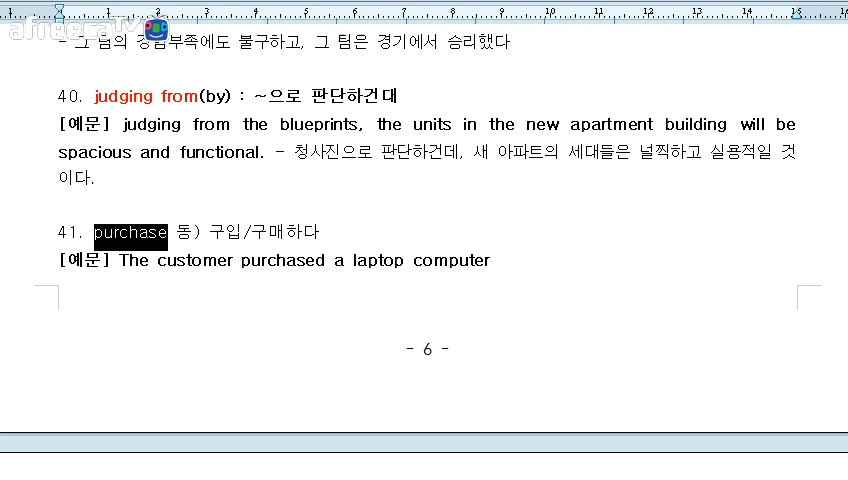 afreecaTV
- 그 팀의 경험부족에도 불구하고, 그 팀은 경기에서 승리했다
40. judging from(by) : ~으로 판단하건대
[예문] judging from the blueprints, the units in the new apartment building will be
spacious and functional. - 청사진으로 판단하건데, 새 아파트의 세대들은 널찍하고 실용적일 것
이다.
41. purchase 동) 구입/구매하다
[예문] The customer purchased a laptop computer
- 6 -